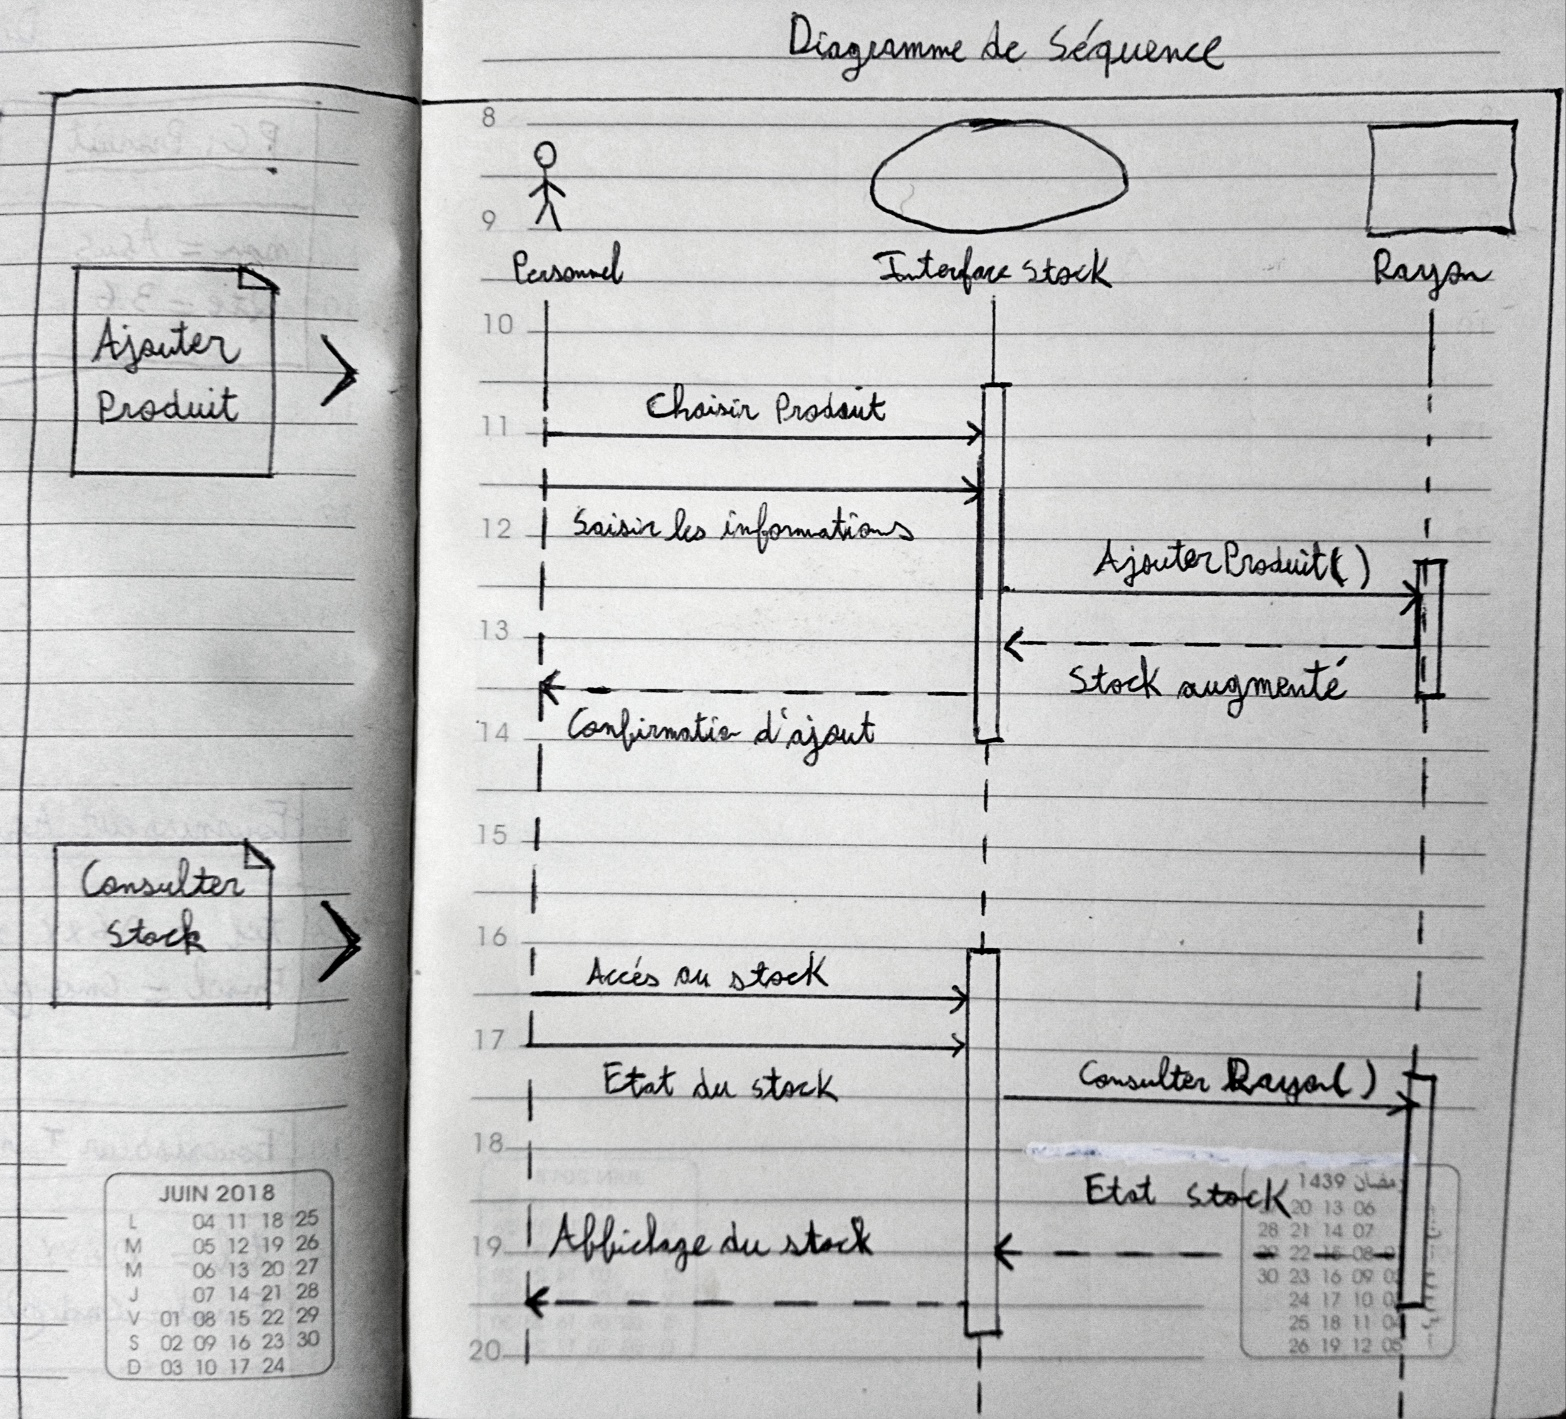 Diagramme de Séquence
8
9
Personnel
Interface Stock
Rayon
10
Ajouter
Produit
Choisir Produit
11
12
Saisir les informations
AjouterProduit()
13
Stock augmenté
14
Confirmation d'ajout
15
Consulter
Stock
16
Accés au stock
17
Etat du stock
Consulter Rayon()
18
Etat stock
19
Affichage du stock
20
JUIN 2018
L 04 11 18 25
M 05 12 19 26
M 06 13 20 27
J 07 14 21 28
V 01 08 15 22 29
S 02 09 16 23 30
D 03 10 17 24
رمضان 1439
20 13 06
28 21 14 07
29 22 15 08
30 23 16 09
24 17 10
25 18 11 04
26 19 12 05